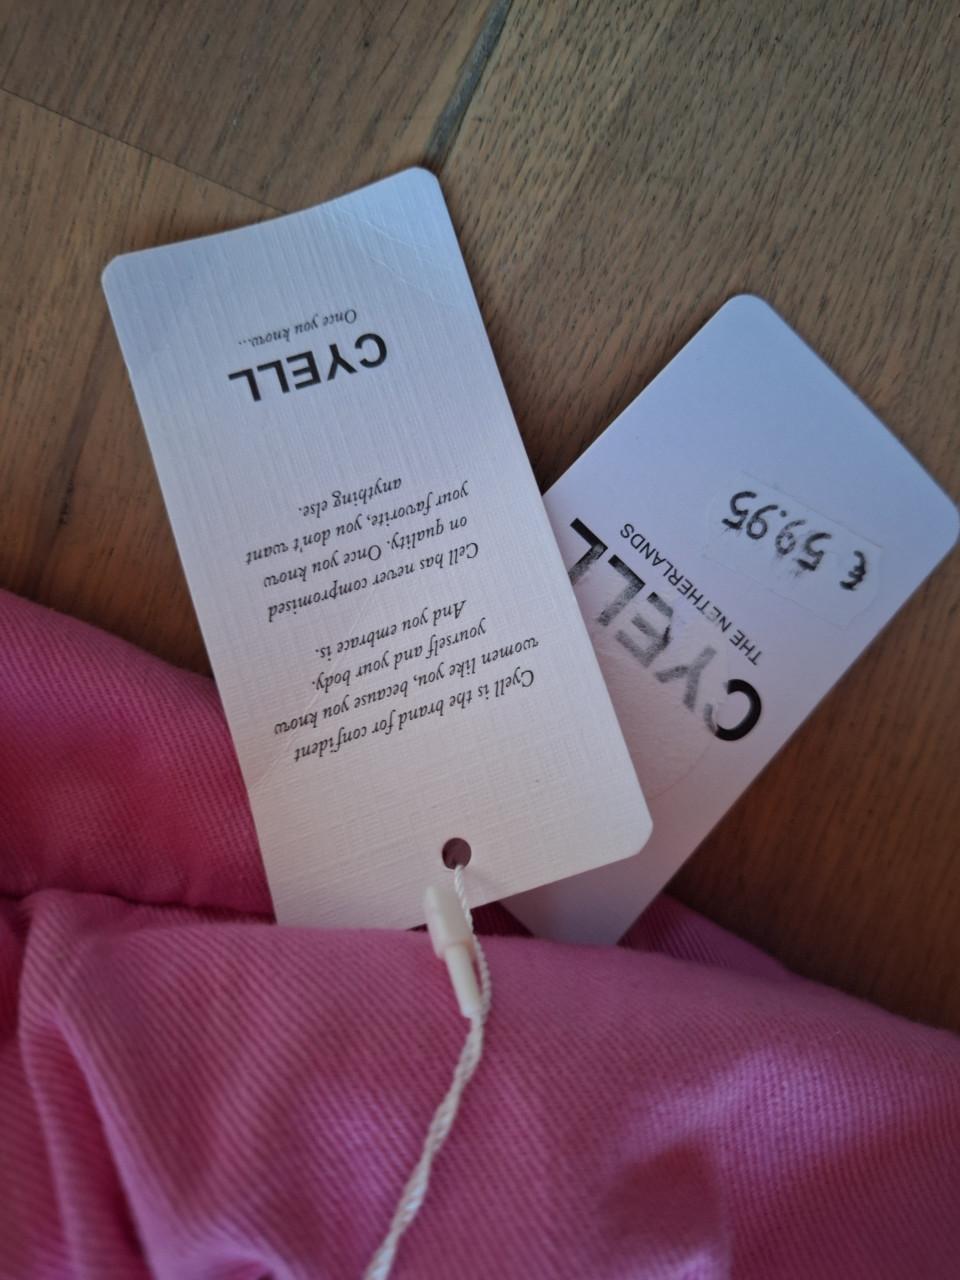 Cyell is the brand for confident
women like you, because you know
yourself and your body.
And you embrace is.
Cell has never compromised
on quality. Once you know
your favorite, you don't want
anything else.
CYELL
Once you know...
CYELL
THE NETHERLANDS
€ 59.95